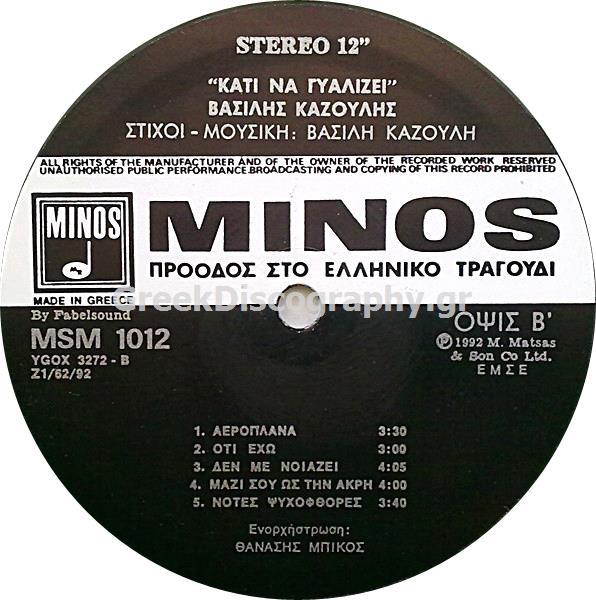 STEREO 12"
"ΚΑΤΙ ΝΑ ΓΥΑΛΙΖΕΙ"
ΒΑΣΙΛΗΣ ΚΑΖΟΥΛΗΣ
ΣΤΙΧΟΙ - ΜΟΥΣΙΚΗ: ΒΑΣΙΛΗ ΚΑΖΟΥΛΗ
ALL RIGHTS OF THE MANUFACTURER AND OF THE OWNER OF THE RECORDED WORK RESERVED
UNAUTHORISED PUBLIC PERFORMANCE.BROADCASTING AND COPYING OF THIS RECORD PROHIBITED
MINOS
MINOS
ΠΡΟΟΔΟΣ ΣΤΟ ΕΛΛΗΝΙΚΟ ΤΡΑΓΟΥΔΙ
MADE IN GREECE
GreekDiscography.gr
By Fabelsound
MSM 1012
YGOX 3272 - B
Z1/62/92
ΟΨΙΣ Β'
℗ 1992 M. Matsas
& Son Co Ltd.
ΕΜΣΕ
1. ΑΕΡΟΠΛΑΝΑ 3:30
2. ΟΤΙ ΕΧΩ 3:00
3. ΔΕΝ ΜΕ ΝΟΙΑΖΕΙ 4:05
4. ΜΑΖΙ ΣΟΥ ΩΣ ΤΗΝ ΑΚΡΗ 4:00
5. ΝΟΤΕΣ ΨΥΧΟΦΘΟΡΕΣ 3:40
Ενορχήστρωση:
ΘΑΝΑΣΗΣ ΜΠΙΚΟΣ